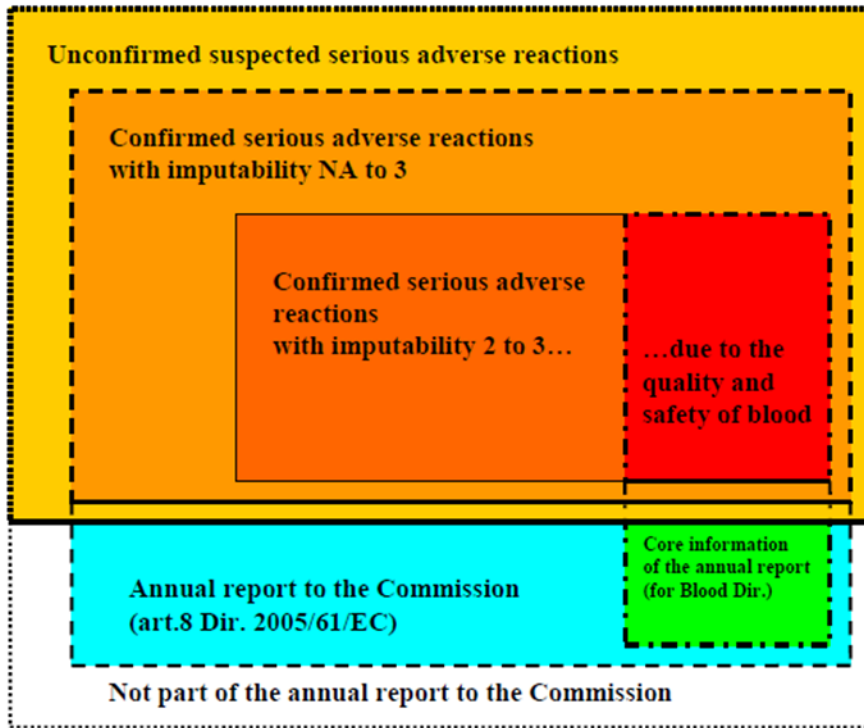 Unconfirmed suspected serious adverse reactions
Confirmed serious adverse reactions
with imputability NA to 3
Confirmed serious adverse
reactions
with imputability 2 to 3…
…due to the
quality and
safety of blood
Core information
of the annual report
(for Blood Dir.)
Annual report to the Commission
(art.8 Dir. 2005/61/EC)
Not part of the annual report to the Commission